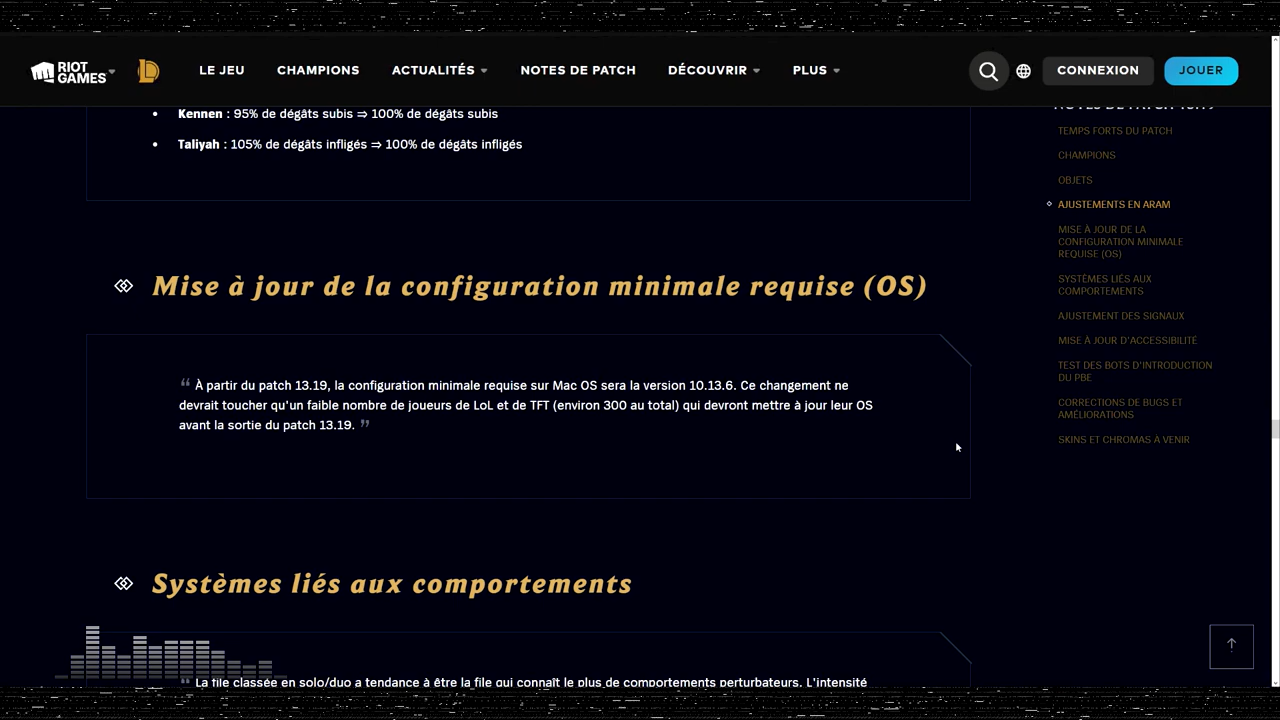 RIOT GAMES
LE JEU
CHAMPIONS
ACTUALITÉS
NOTES DE PATCH
DÉCOUVRIR
PLUS
CONNEXION
JOUER
Kennen : 95% de dégâts subis ⇒ 100% de dégâts subis
Taliyah : 105% de dégâts infligés ⇒ 100% de dégâts infligés
Mise à jour de la configuration minimale requise (OS)
❝ À partir du patch 13.19, la configuration minimale requise sur Mac OS sera la version 10.13.6. Ce changement ne
devrait toucher qu'un faible nombre de joueurs de LoL et de TFT (environ 300 au total) qui devront mettre à jour leur OS
avant la sortie du patch 13.19. ❞
Systèmes liés aux comportements
❝ La file classée en solo/duo a tendance à être la file qui connaît le plus de comportements perturbateurs. L'intensité
TEMPS FORTS DU PATCH
CHAMPIONS
OBJETS
AJUSTEMENTS EN ARAM
MISE À JOUR DE LA
CONFIGURATION MINIMALE
REQUISE (OS)
SYSTÈMES LIÉS AUX
COMPORTEMENTS
AJUSTEMENT DES SIGNAUX
MISE À JOUR D'ACCESSIBILITÉ
TEST DES BOTS D'INTRODUCTION
DU PBE
CORRECTIONS DE BUGS ET
AMÉLIORATIONS
SKINS ET CHROMAS À VENIR